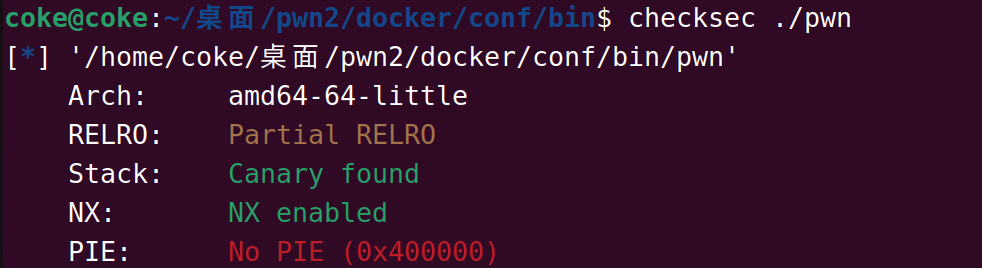 coke@coke:~/桌面/pwn2/docker/conf/bin$ checksec ./pwn
[*] '/home/coke/桌面/pwn2/docker/conf/bin/pwn'
    Arch:     amd64-64-little
    RELRO:    Partial RELRO
    Stack:    Canary found
    NX:       NX enabled
    PIE:      No PIE (0x400000)